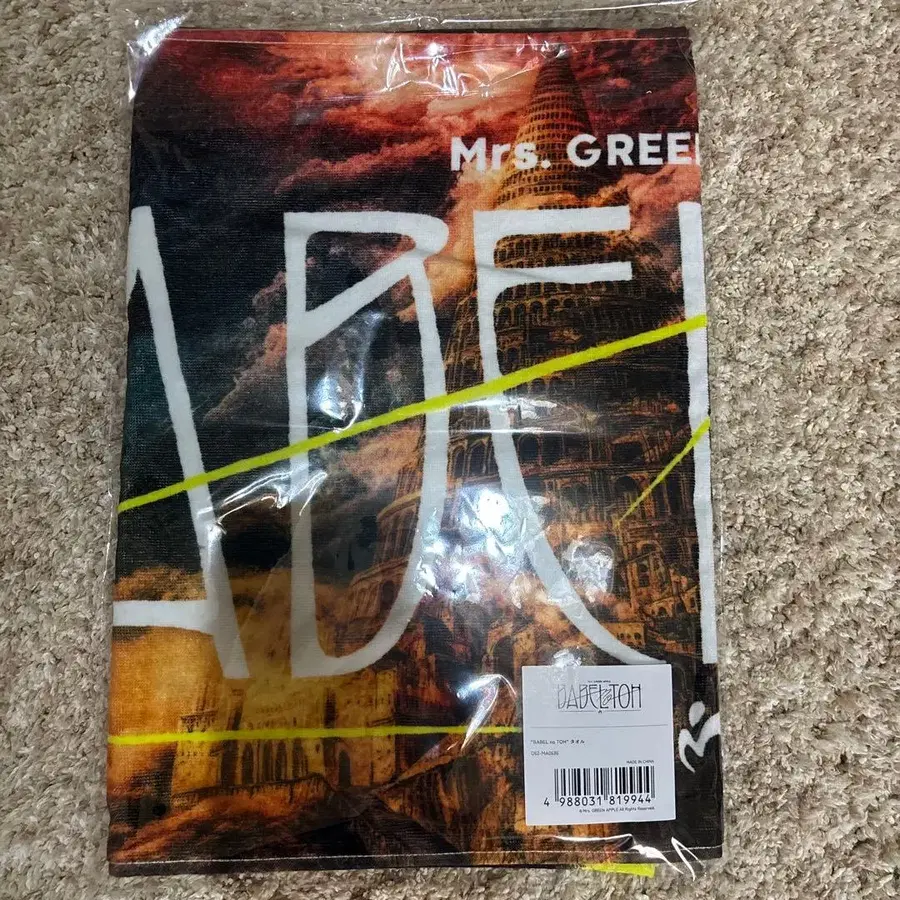 Mrs. GREE
ABEL
BABEL no TOH
"BABEL no TOH" タオル
MADE IN CHINA
4 988031 819944
© Mrs. GREEN APPLE All Rights Reserved.